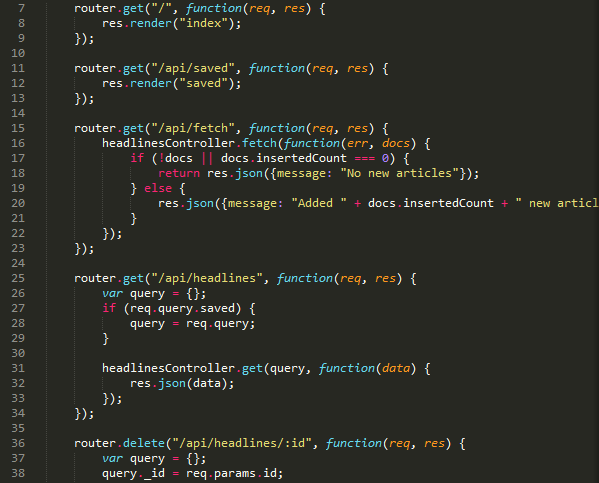 7 router.get("/", function(req, res) {
8 res.render("index");
9 });
10
11 router.get("/api/saved", function(req, res) {
12 res.render("saved");
13 });
14
15 router.get("/api/fetch", function(req, res) {
16 headlinesController.fetch(function(err, docs) {
17 if (!docs || docs.insertedCount === 0) {
18 return res.json({message: "No new articles"});
19 } else {
20 res.json({message: "Added " + docs.insertedCount + " new articl
21 }
22 });
23 });
24
25 router.get("/api/headlines", function(req, res) {
26 var query = {};
27 if (req.query.saved) {
28 query = req.query;
29 }
30
31 headlinesController.get(query, function(data) {
32 res.json(data);
33 });
34 });
35
36 router.delete("/api/headlines/:id", function(req, res) {
37 var query = {};
38 query._id = req.params.id;